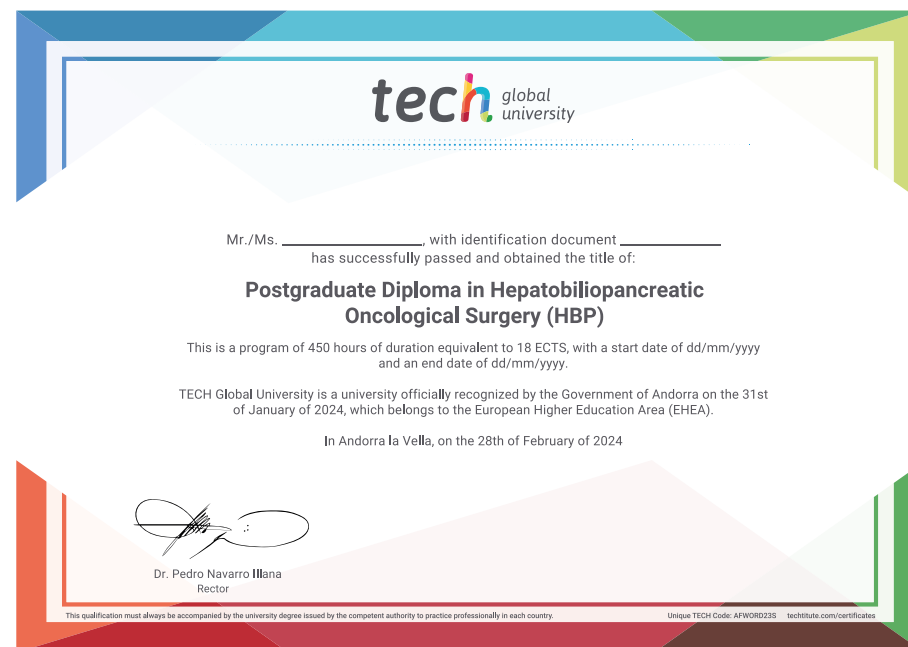 tech global
university
Mr./Ms. ____________, with identification document ____________
has successfully passed and obtained the title of:
Postgraduate Diploma in Hepatobiliopancreatic
Oncological Surgery (HBP)
This is a program of 450 hours of duration equivalent to 18 ECTS, with a start date of dd/mm/yyyy
and an end date of dd/mm/yyyy.
TECH Global University is a university officially recognized by the Government of Andorra on the 31st
of January of 2024, which belongs to the European Higher Education Area (EHEA).
In Andorra la Vella, on the 28th of February of 2024
Dr. Pedro Navarro Illana
Rector
This qualification must always be accompanied by the university degree issued by the competent authority to practice professionally in each country.
Unique TECH Code: AFWORD23S techtitute.com/certificates